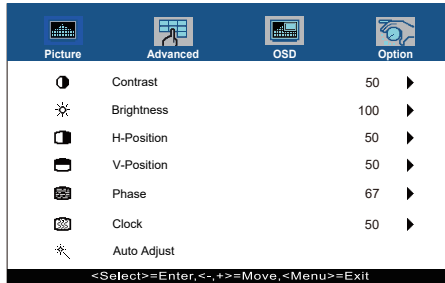 Picture Advanced OSD Option
Contrast 50
Brightness 100
H-Position 50
V-Position 50
Phase 67
Clock 50
Auto Adjust
<Select>=Enter,<-,+>=Move,<Menu>=Exit